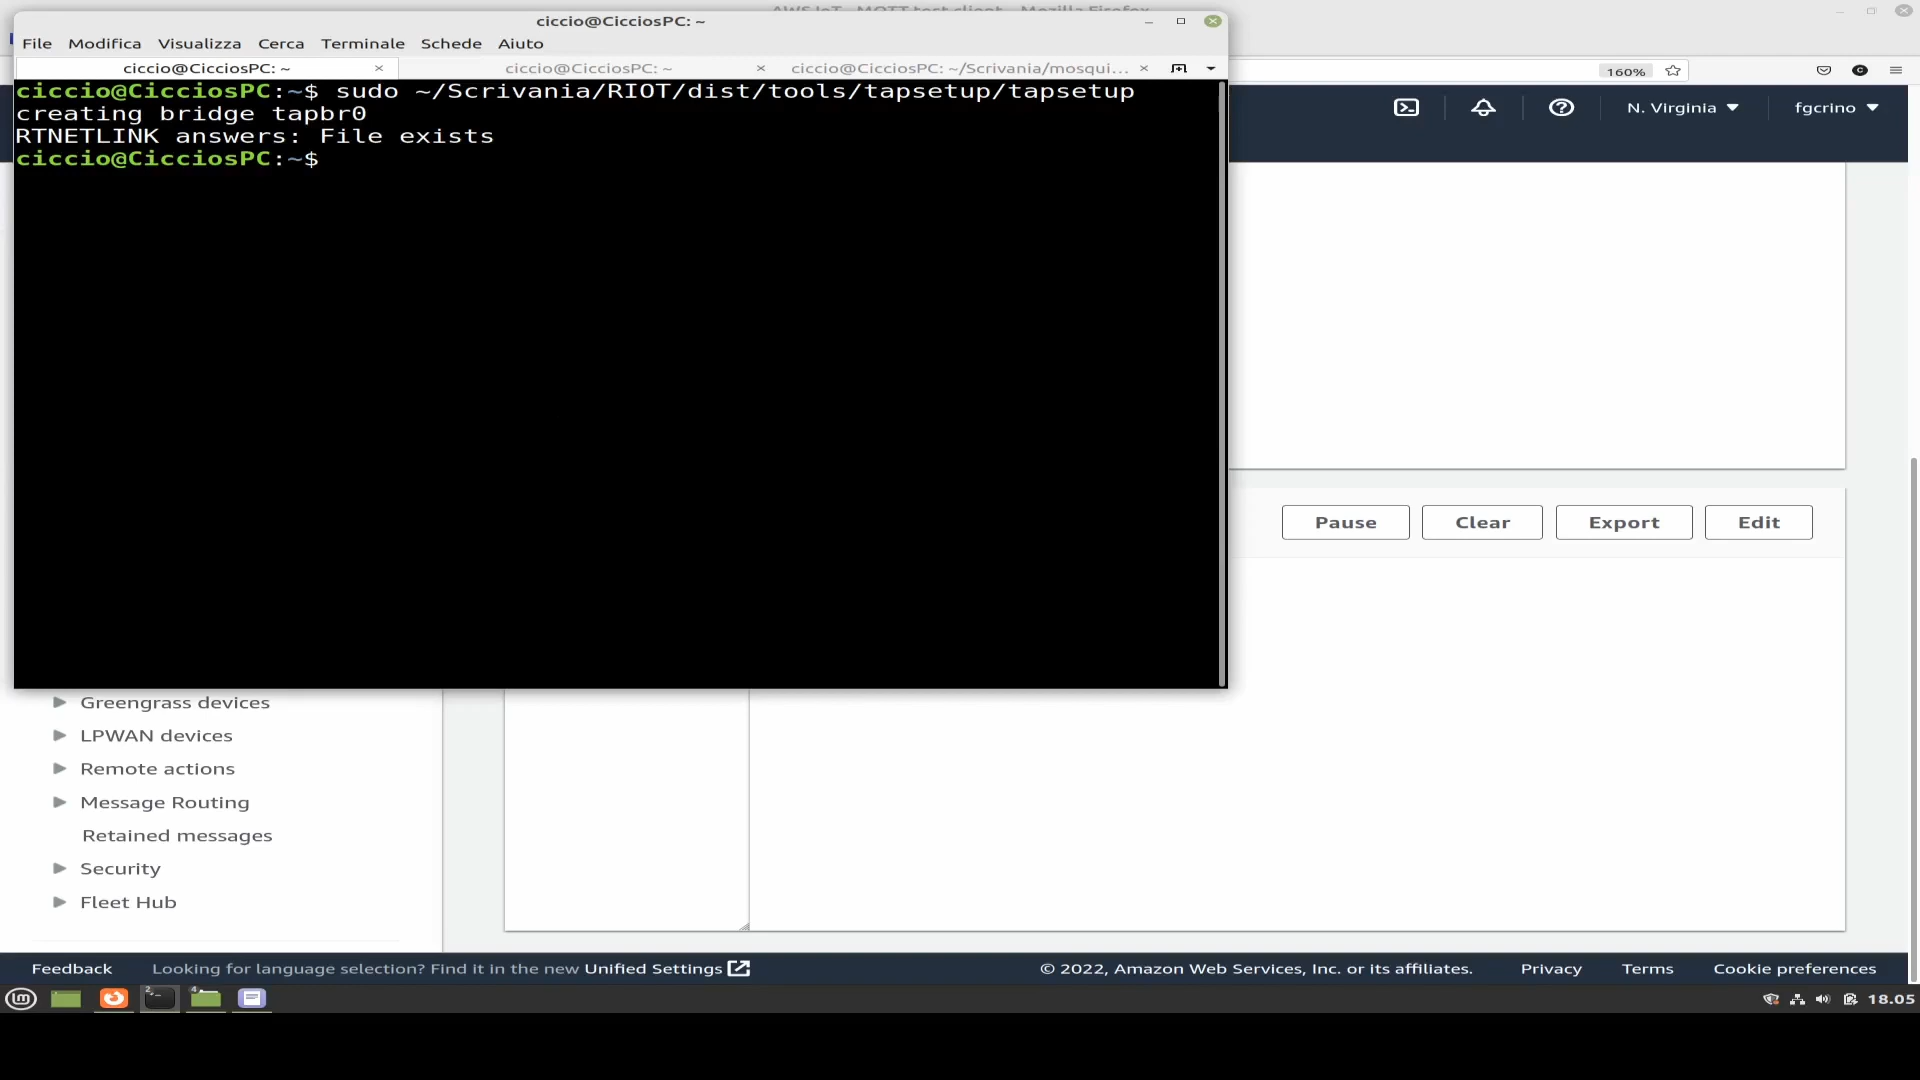 ciccio@CicciosPC: ~
File Modifica Visualizza Cerca Terminale Schede Aiuto
ciccio@CicciosPC: ~ ciccio@CicciosPC: ~ ciccio@CicciosPC: ~/Scrivania/mosqui...
160%
ciccio@CicciosPC:~$ sudo ~/Scrivania/RIOT/dist/tools/tapsetup/tapsetup
creating bridge tapbr0
RTNETLINK answers: File exists
ciccio@CicciosPC:~$
N. Virginia
fgcrino
Pause Clear Export Edit
Greengrass devices
LPWAN devices
Remote actions
Message Routing
Retained messages
Security
Fleet Hub
Feedback Looking for language selection? Find it in the new Unified Settings © 2022, Amazon Web Services, Inc. or its affiliates. Privacy Terms Cookie preferences
18.05